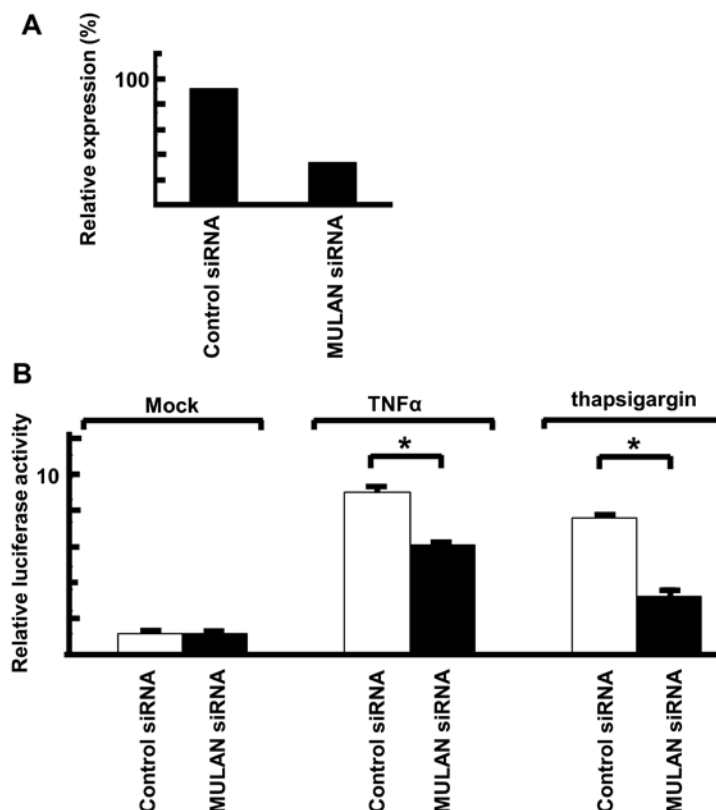 A
Relative expression (%)
100
Control siRNA
MULAN siRNA
B
Mock
TNFα
thapsigargin
*
*
Relative luciferase activity
10
Control siRNA
MULAN siRNA
Control siRNA
MULAN siRNA
Control siRNA
MULAN siRNA